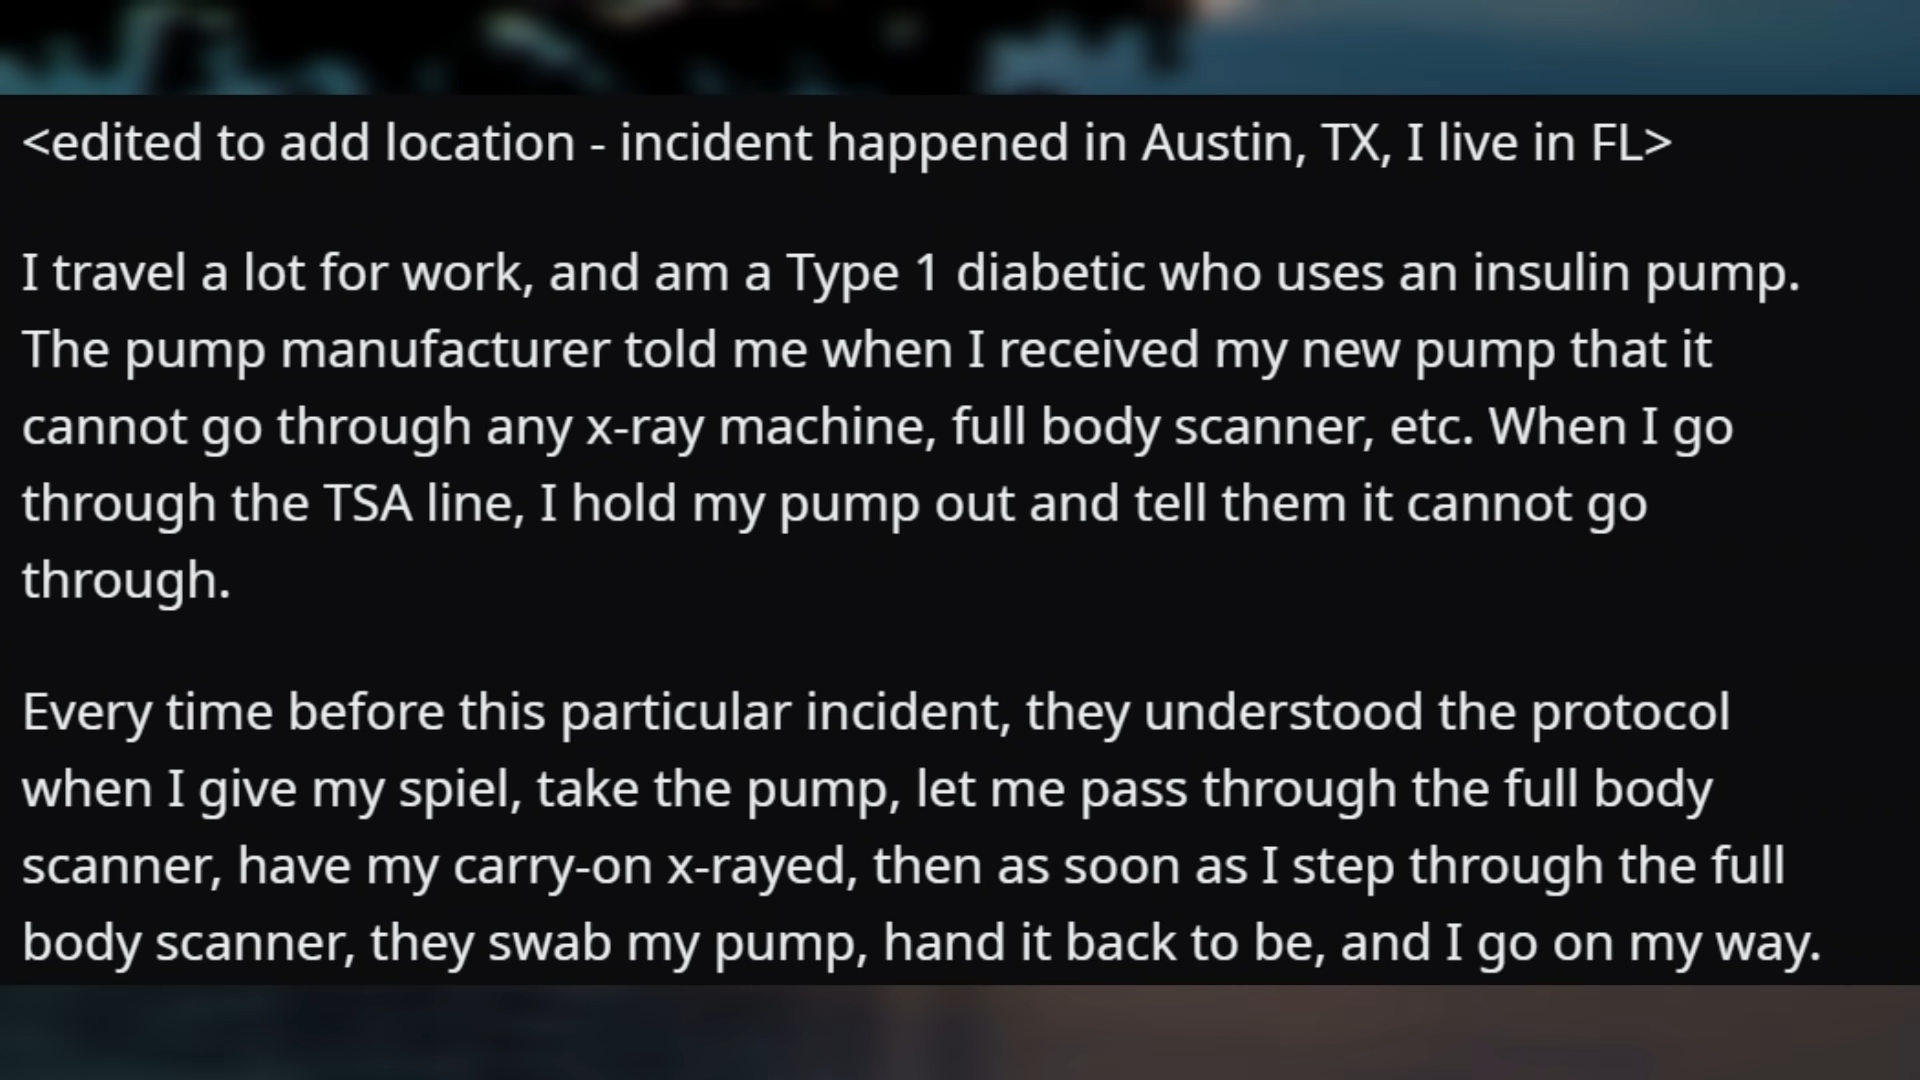 <edited to add location - incident happened in Austin, TX, I live in FL>
I travel a lot for work, and am a Type 1 diabetic who uses an insulin pump.
The pump manufacturer told me when I received my new pump that it
cannot go through any x-ray machine, full body scanner, etc. When I go
through the TSA line, I hold my pump out and tell them it cannot go
through.
Every time before this particular incident, they understood the protocol
when I give my spiel, take the pump, let me pass through the full body
scanner, have my carry-on x-rayed, then as soon as I step through the full
body scanner, they swab my pump, hand it back to be, and I go on my way.